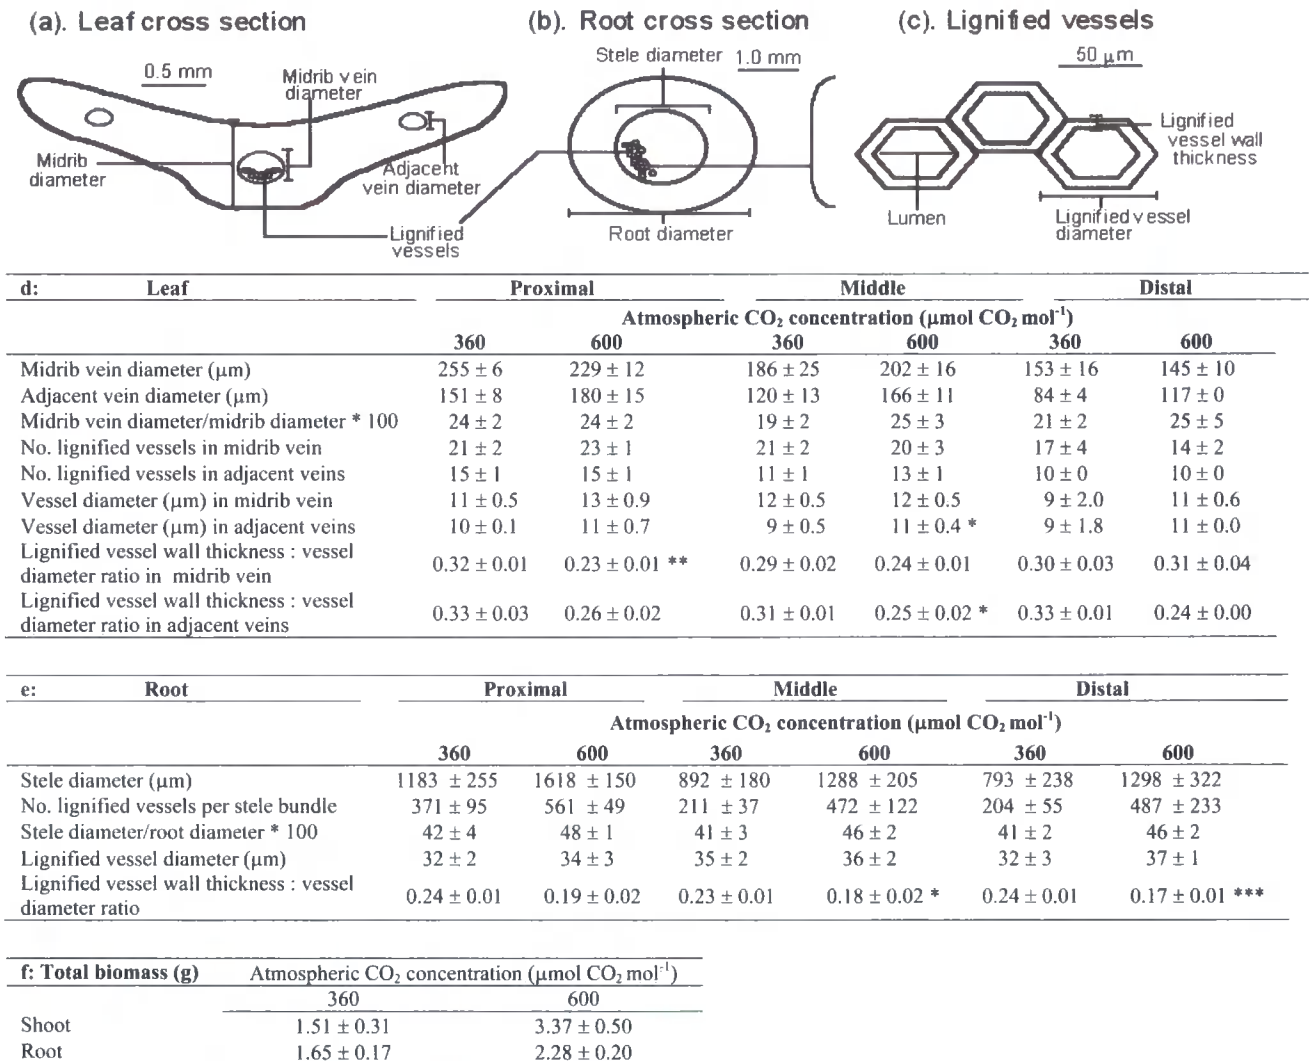 (a). Leaf cross section
(b). Root cross section
(c). Lignified vessels
0.5 mm
Midrib vein
diameter
Midrib
diameter
Adjacent
vein diameter
Lignified
vessels
Stele diameter
1.0 mm
Root diameter
50 µm
Lignified
vessel wall
thickness
Lumen
Lignified vessel
diameter
d: Leaf Proximal Middle Distal
Atmospheric CO₂ concentration (µmol CO₂ mol⁻¹)
360 600 360 600 360 600
Midrib vein diameter (µm) 255 ± 6 229 ± 12 186 ± 25 202 ± 16 153 ± 16 145 ± 10
Adjacent vein diameter (µm) 151 ± 8 180 ± 15 120 ± 13 166 ± 11 84 ± 4 117 ± 0
Midrib vein diameter/midrib diameter * 100 24 ± 2 24 ± 2 19 ± 2 25 ± 3 21 ± 2 25 ± 5
No. lignified vessels in midrib vein 21 ± 2 23 ± 1 21 ± 2 20 ± 3 17 ± 4 14 ± 2
No. lignified vessels in adjacent veins 15 ± 1 15 ± 1 11 ± 1 13 ± 1 10 ± 0 10 ± 0
Vessel diameter (µm) in midrib vein 11 ± 0.5 13 ± 0.9 12 ± 0.5 12 ± 0.5 9 ± 2.0 11 ± 0.6
Vessel diameter (µm) in adjacent veins 10 ± 0.1 11 ± 0.7 9 ± 0.5 11 ± 0.4 * 9 ± 1.8 11 ± 0.0
Lignified vessel wall thickness : vessel
diameter ratio in midrib vein 0.32 ± 0.01 0.23 ± 0.01 ** 0.29 ± 0.02 0.24 ± 0.01 0.30 ± 0.03 0.31 ± 0.04
Lignified vessel wall thickness : vessel
diameter ratio in adjacent veins 0.33 ± 0.03 0.26 ± 0.02 0.31 ± 0.01 0.25 ± 0.02 * 0.33 ± 0.01 0.24 ± 0.00
e: Root Proximal Middle Distal
Atmospheric CO₂ concentration (µmol CO₂ mol⁻¹)
360 600 360 600 360 600
Stele diameter (µm) 1183 ± 255 1618 ± 150 892 ± 180 1288 ± 205 793 ± 238 1298 ± 322
No. lignified vessels per stele bundle 371 ± 95 561 ± 49 211 ± 37 472 ± 122 204 ± 55 487 ± 233
Stele diameter/root diameter * 100 42 ± 4 48 ± 1 41 ± 3 46 ± 2 41 ± 2 46 ± 2
Lignified vessel diameter (µm) 32 ± 2 34 ± 3 35 ± 2 36 ± 2 32 ± 3 37 ± 1
Lignified vessel wall thickness : vessel
diameter ratio 0.24 ± 0.01 0.19 ± 0.02 0.23 ± 0.01 0.18 ± 0.02 * 0.24 ± 0.01 0.17 ± 0.01 ***
f: Total biomass (g) Atmospheric CO₂ concentration (µmol CO₂ mol⁻¹)
360 600
Shoot 1.51 ± 0.31 3.37 ± 0.50
Root 1.65 ± 0.17 2.28 ± 0.20